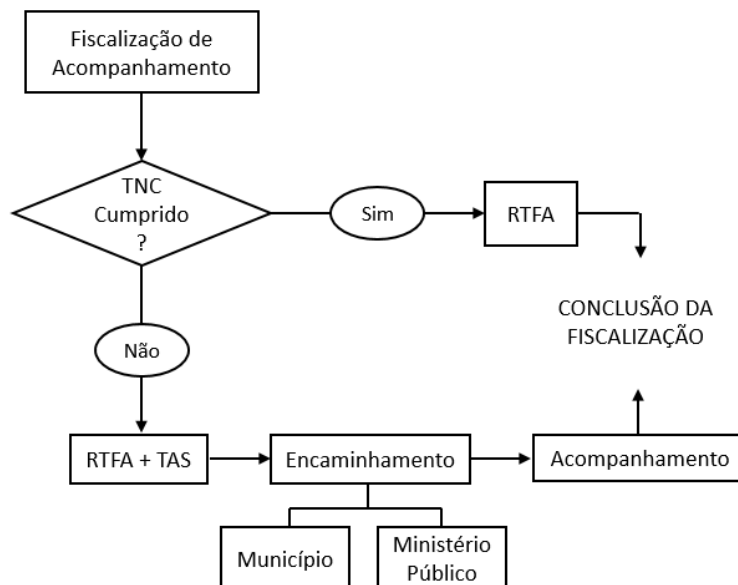 Fiscalização de
Acompanhamento
TNC
Cumprido
?
Sim
RTFA
CONCLUSÃO DA
FISCALIZAÇÃO
Não
RTFA + TAS
Encaminhamento
Acompanhamento
Município
Ministério
Público